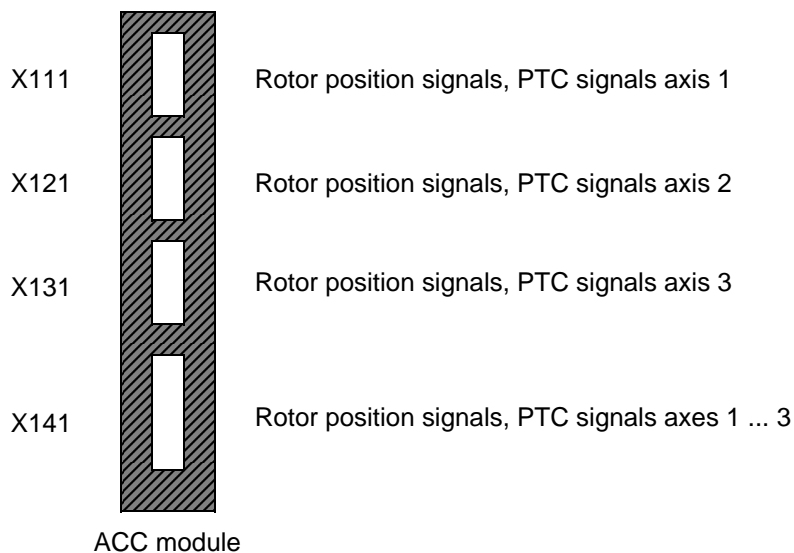 X111 Rotor position signals, PTC signals axis 1
X121 Rotor position signals, PTC signals axis 2
X131 Rotor position signals, PTC signals axis 3
X141 Rotor position signals, PTC signals axes 1 ... 3
ACC module